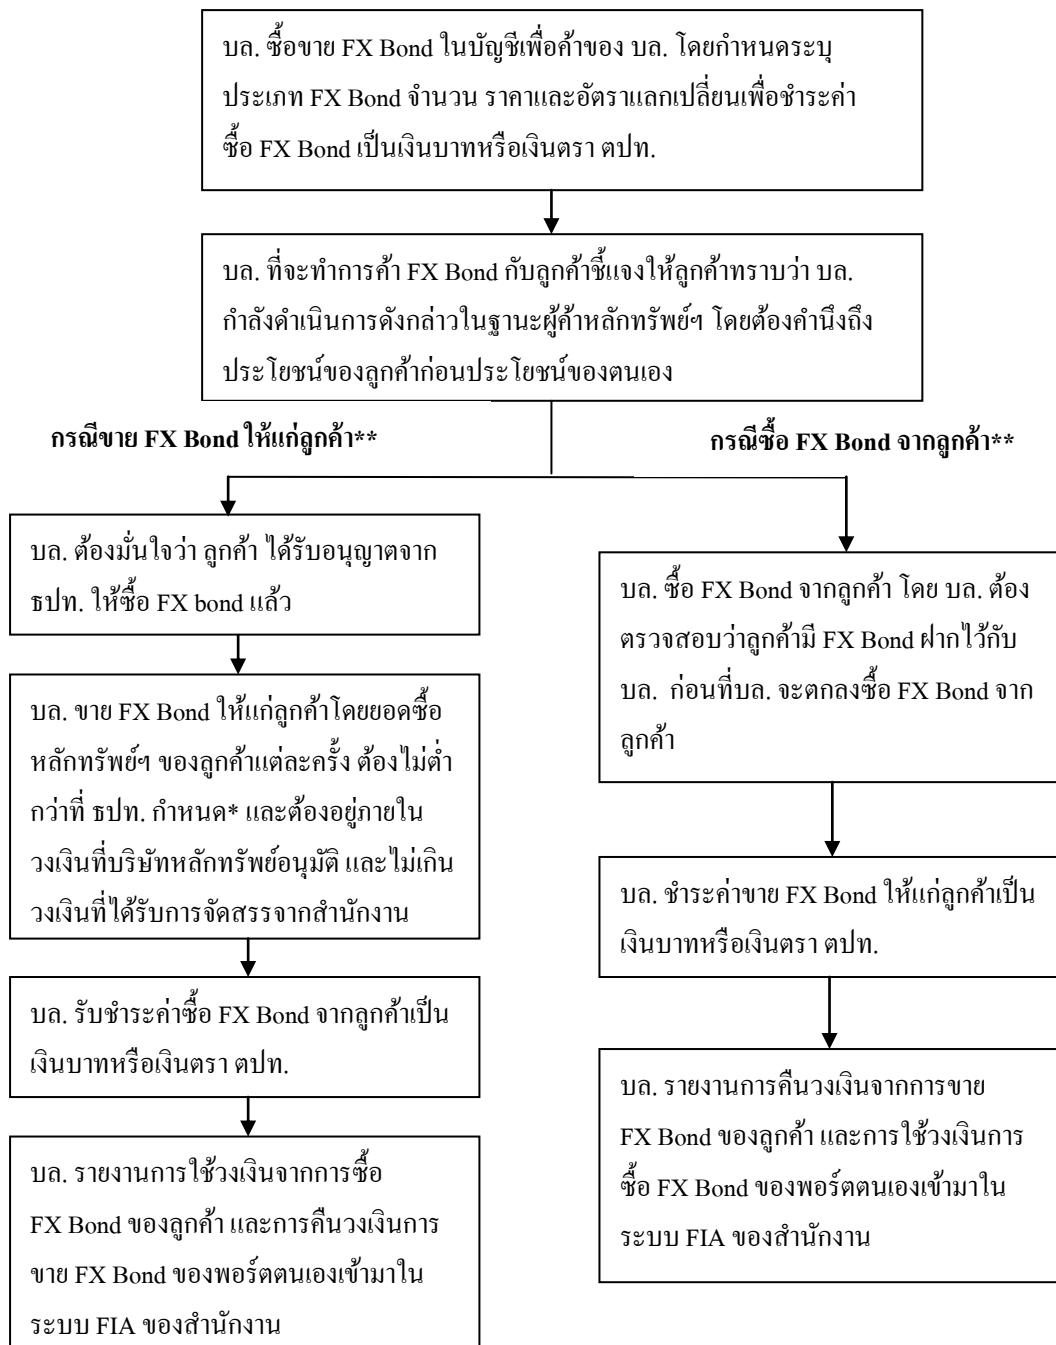 บล. ซื้อขาย FX Bond ในบัญชีเพื่อค้าของ บล. โดยกำหนดระบุ
ประเภท FX Bond จำนวน ราคาและอัตราแลกเปลี่ยนเพื่อชำระค่า
ซื้อ FX Bond เป็นเงินบาทหรือเงินตรา ตปท.
บล. ที่จะทำการค้า FX Bond กับลูกค้าชี้แจงให้ลูกค้าทราบว่า บล.
กำลังดำเนินการดังกล่าวในฐานะผู้ค้าหลักทรัพย์ฯ โดยต้องคำนึงถึง
ประโยชน์ของลูกค้าก่อนประโยชน์ของตนเอง
กรณีขาย FX Bond ให้แก่ลูกค้า**
บล. ต้องมั่นใจว่า ลูกค้า ได้รับอนุญาตจาก
ธปท. ให้ซื้อ FX bond แล้ว
บล. ขาย FX Bond ให้แก่ลูกค้าโดยยอดซื้อ
หลักทรัพย์ฯ ของลูกค้าแต่ละครั้ง ต้องไม่ต่ำ
กว่าที่ ธปท. กำหนด* และต้องอยู่ภายใน
วงเงินที่บริษัทหลักทรัพย์อนุมัติ และไม่เกิน
วงเงินที่ได้รับการจัดสรรจากสำนักงาน
บล. รับชำระค่าซื้อ FX Bond จากลูกค้าเป็น
เงินบาทหรือเงินตรา ตปท.
บล. รายงานการใช้วงเงินจากการซื้อ
FX Bond ของลูกค้า และการคืนวงเงินการ
ขาย FX Bond ของพอร์ตตนเองเข้ามาใน
ระบบ FIA ของสำนักงาน
กรณีซื้อ FX Bond จากลูกค้า**
บล. ซื้อ FX Bond จากลูกค้า โดย บล. ต้อง
ตรวจสอบว่าลูกค้ามี FX Bond ฝากไว้กับ
บล. ก่อนที่บล. จะตกลงซื้อ FX Bond จาก
ลูกค้า
บล. ชำระค่าขาย FX Bond ให้แก่ลูกค้าเป็น
เงินบาทหรือเงินตรา ตปท.
บล. รายงานการคืนวงเงินจากการขาย
FX Bond ของลูกค้า และการใช้วงเงินการ
ซื้อ FX Bond ของพอร์ตตนเองเข้ามาใน
ระบบ FIA ของสำนักงาน